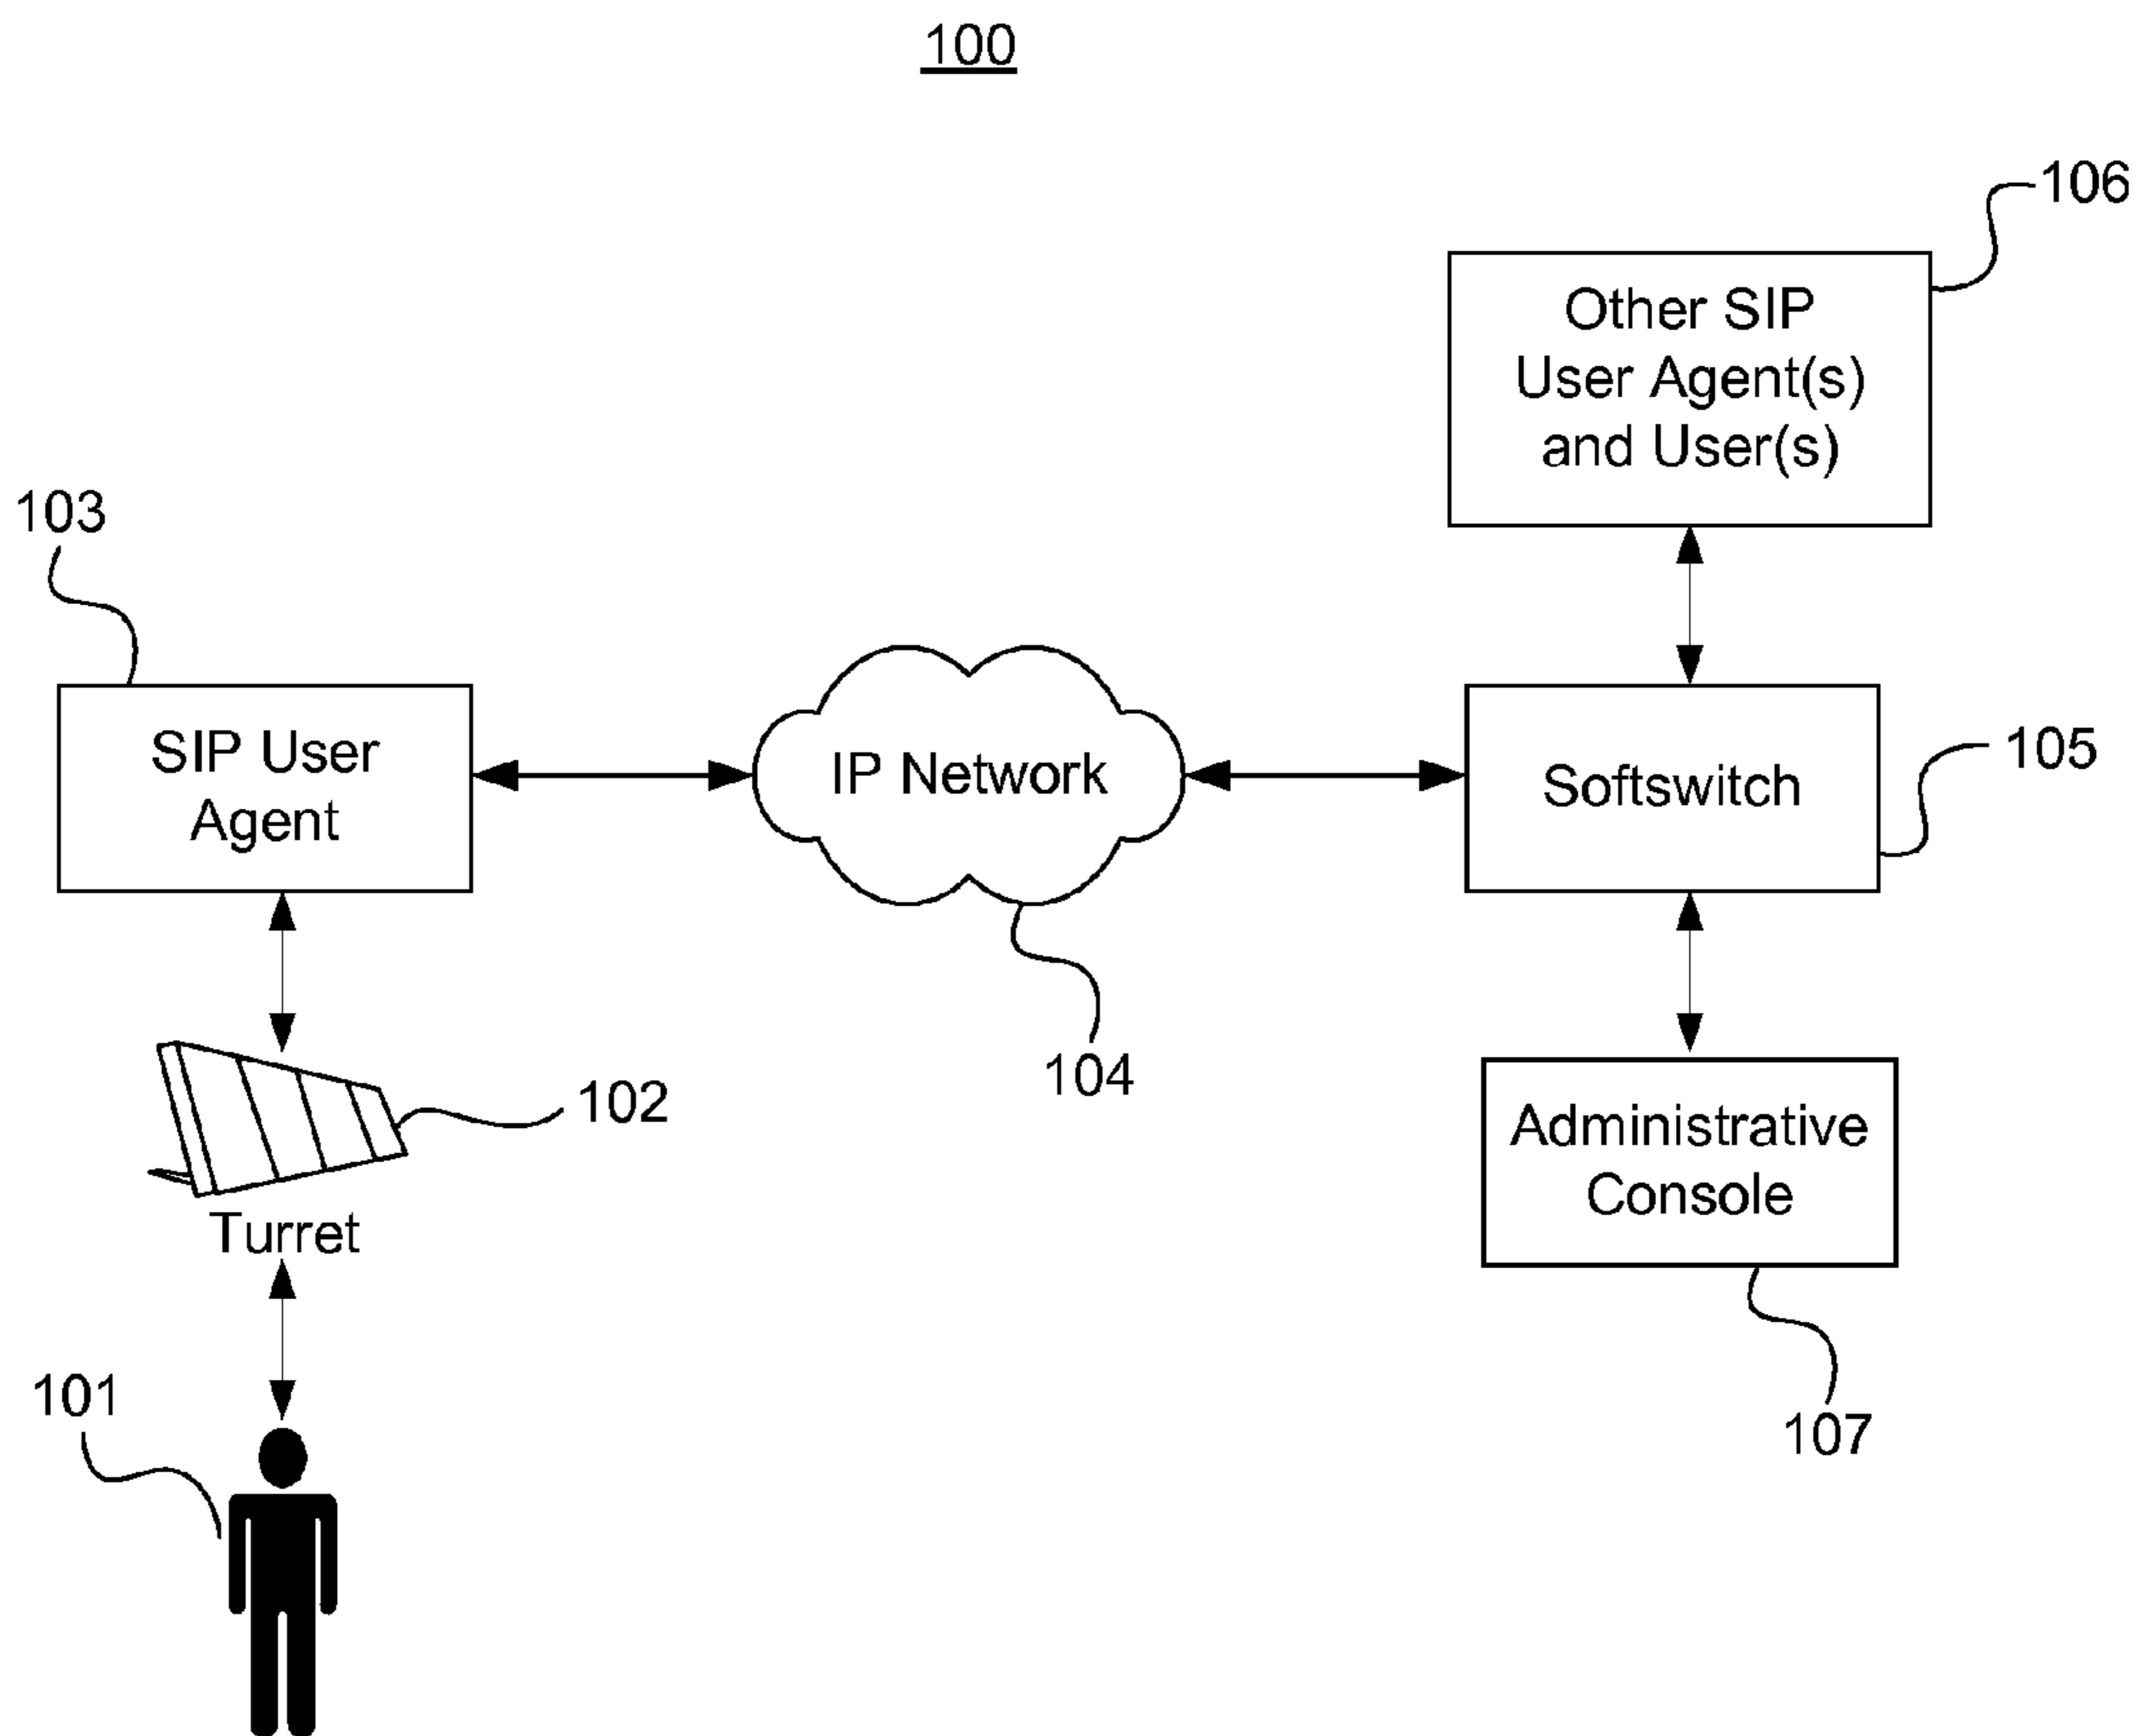 100
106
Other SIP
User Agent(s)
and User(s)
103
SIP User
Agent
IP Network
Softswitch
105
104
102
Turret
Administrative
Console
101
107